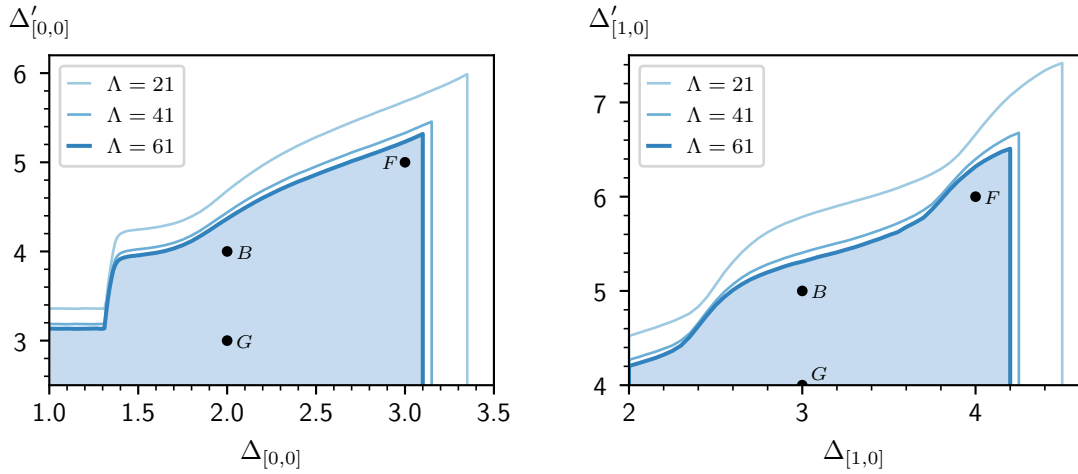 Δ′[0,0]
6
5
4
3
Λ = 21
Λ = 41
Λ = 61
F
B
G
1.0 1.5 2.0 2.5 3.0 3.5
Δ[0,0]
Δ′[1,0]
7
6
5
4
Λ = 21
Λ = 41
Λ = 61
F
B
G
2 3 4
Δ[1,0]